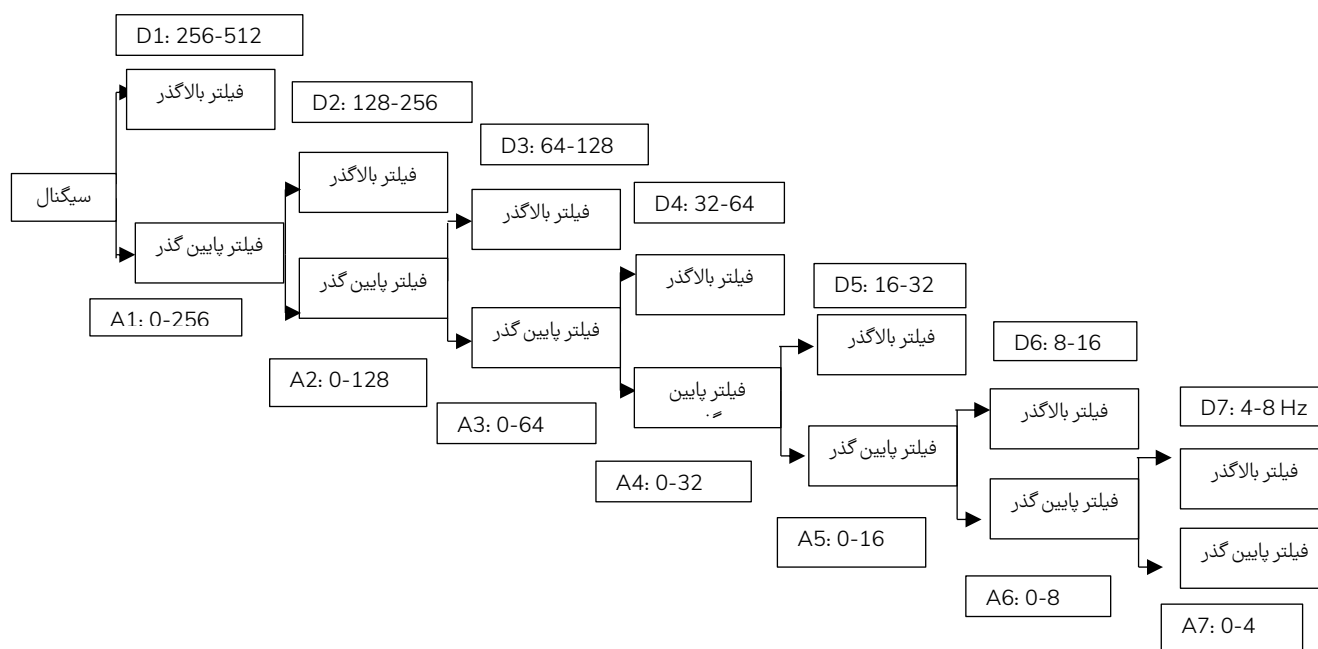 D1: 256-512
فیلتر بالاگذر
D2: 128-256
D3: 64-128
فیلتر بالاگذر
سیگنال
D4: 32-64
فیلتر بالاگذر
فیلتر پایین گذر
D5: 16-32
فیلتر بالاگذر
فیلتر پایین گذر
A1: 0-256
فیلتر پایین گذر
فیلتر بالاگذر
D6: 8-16
A2: 0-128
فیلتر پایین
D7: 4-8 Hz
فیلتر بالاگذر
A3: 0-64
فیلتر پایین گذر
فیلتر بالاگذر
A4: 0-32
فیلتر پایین گذر
A5: 0-16
فیلتر پایین گذر
A6: 0-8
A7: 0-4